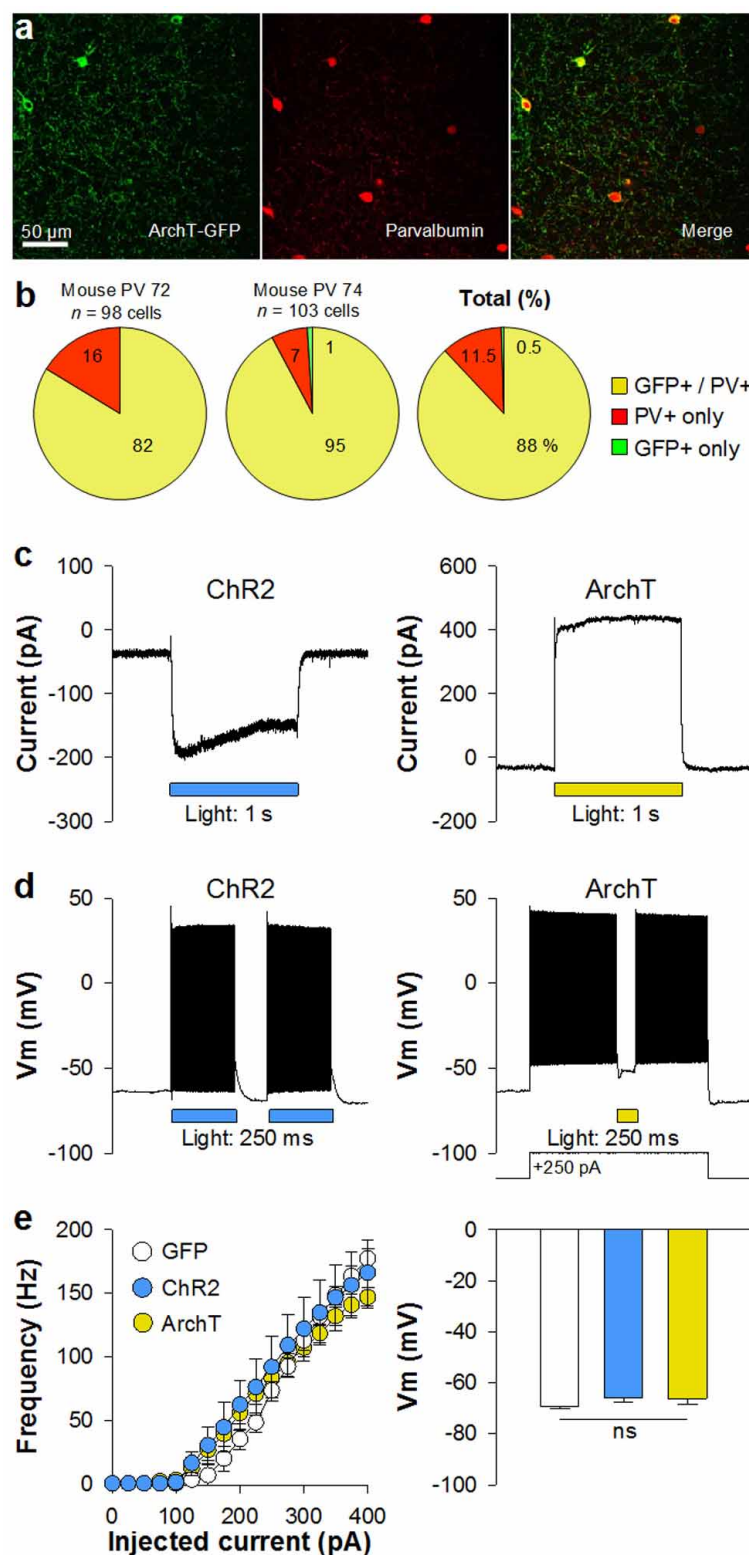 a
50 µm
ArchT-GFP
Parvalbumin
Merge
b
Mouse PV 72
n = 98 cells
16
82
Mouse PV 74
n = 103 cells
7
1
95
Total (%)
11.5
0.5
88 %
GFP+ / PV+
PV+ only
GFP+ only
c
ChR2
Current (pA)
100
0
-100
-200
-300
Light: 1 s
ArchT
Current (pA)
600
400
200
0
-200
Light: 1 s
d
ChR2
Vm (mV)
50
0
-50
-100
Light: 250 ms
ArchT
Vm (mV)
50
0
-50
-100
Light: 250 ms
+250 pA
e
Frequency (Hz)
200
150
100
50
0
GFP
ChR2
ArchT
0 100 200 300 400
Injected current (pA)
Vm (mV)
0
-20
-40
-60
-80
-100
ns